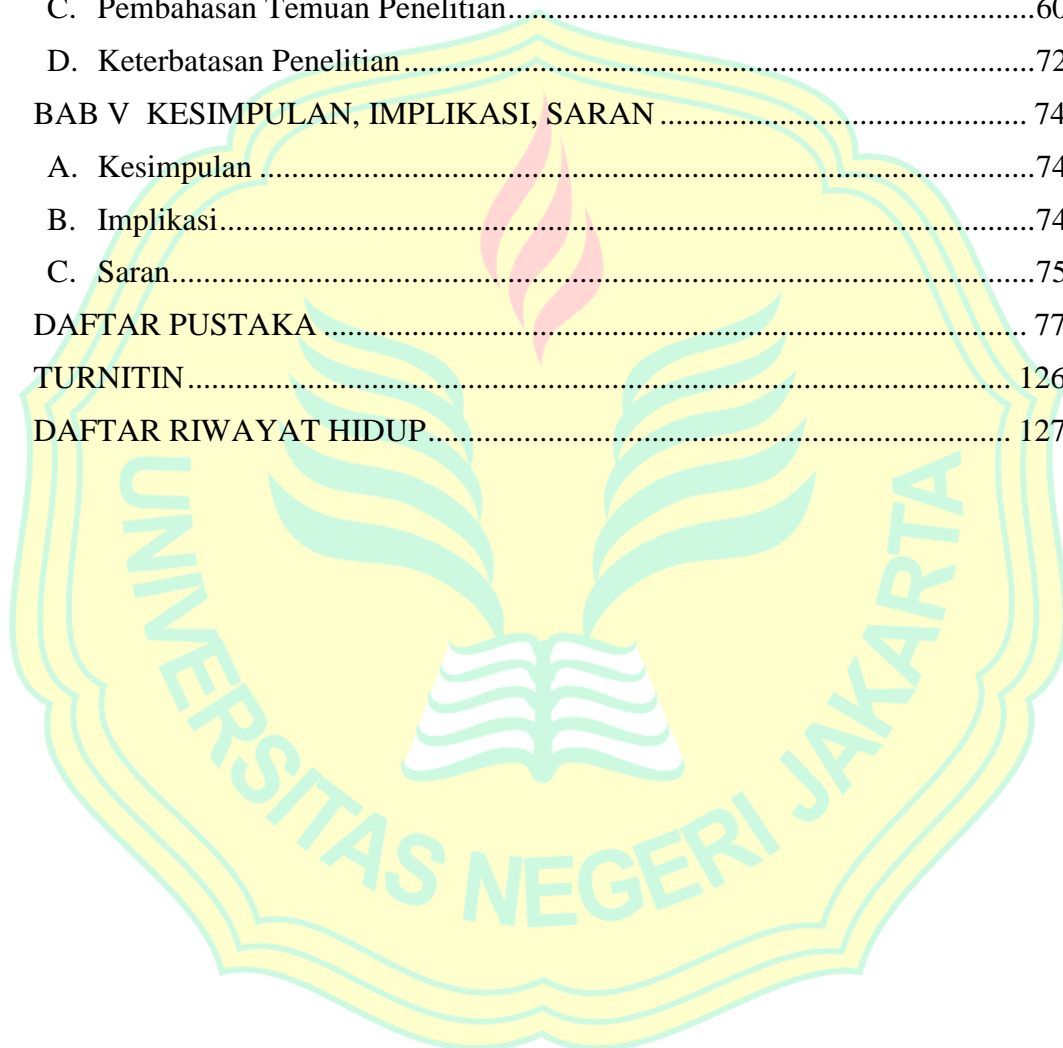 C. Pembahasan Temuan Penelitian............................................................60
D. Keterbatasan Penelitian............................................................72
BAB V  KESIMPULAN, IMPLIKASI, SARAN............................................................ 74
A. Kesimpulan............................................................74
B. Implikasi............................................................74
C. Saran............................................................75
DAFTAR PUSTAKA............................................................ 77
TURNITIN............................................................ 126
DAFTAR RIWAYAT HIDUP............................................................ 127
UNIVERSITAS NEGERI JAKARTA